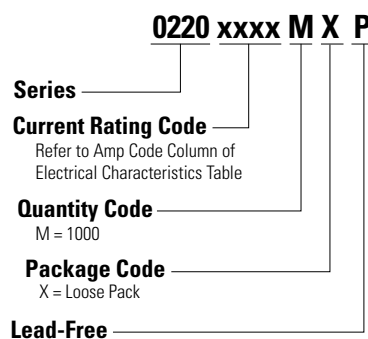 0220 xxxx M X P
Series
Current Rating Code
Refer to Amp Code Column of
Electrical Characteristics Table
Quantity Code
M = 1000
Package Code
X = Loose Pack
Lead-Free